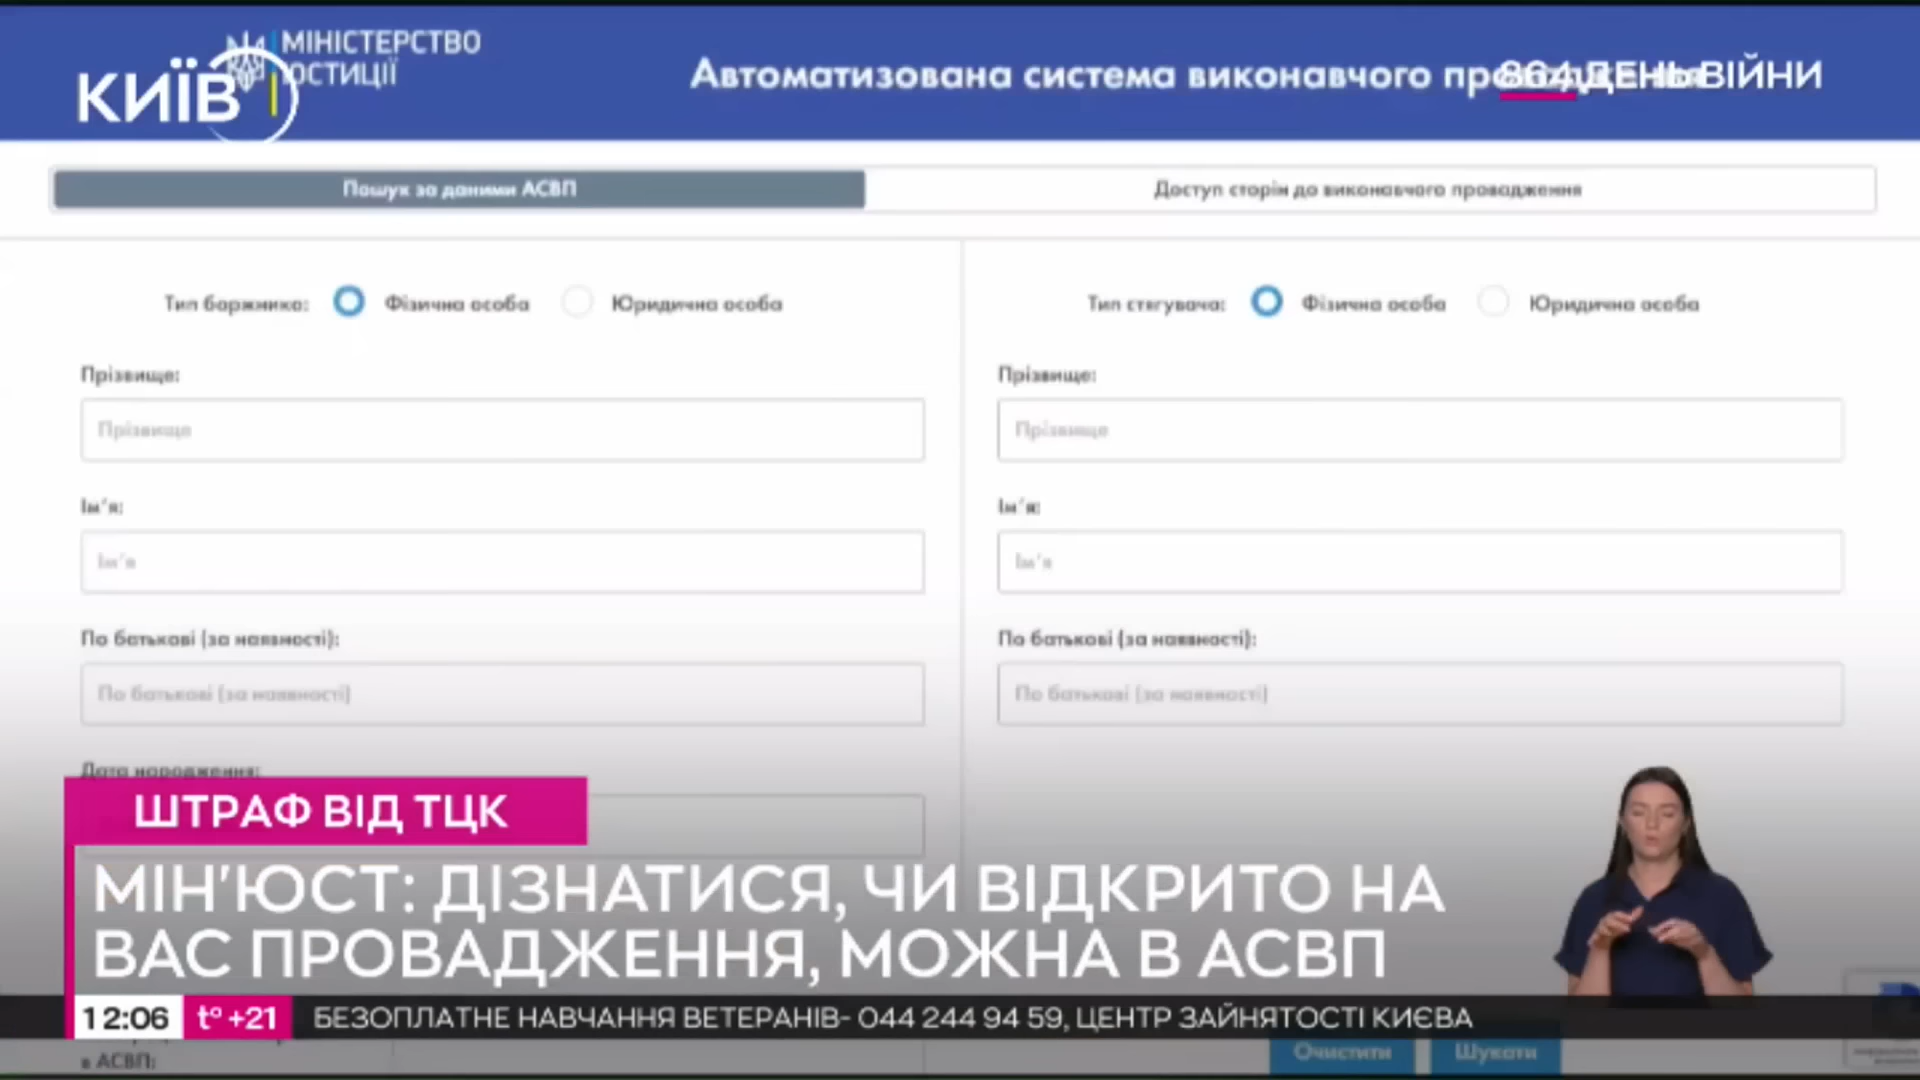 МІНІСТЕРСТВО
ЮСТИЦІЇ
КИЇВ
Автоматизована система виконавчого
864 ДЕНЬ ВІЙНИ
Пошук за даними АСВП
Доступ сторін до виконавчого провадження
Тип боржника: Фізична особа Юридична особа
Тип стягувача: Фізична особа Юридична особа
Прізвище:
Прізвище:
Прізвище
Прізвище
Ім'я:
Ім'я:
Ім'я
Ім'я
По батькові (за наявності):
По батькові (за наявності):
По батькові (за наявності)
По батькові (за наявності)
Дата народження:
ШТРАФ ВІД ТЦК
МІН'ЮСТ: ДІЗНАТИСЯ, ЧИ ВІДКРИТО НА
ВАС ПРОВАДЖЕННЯ, МОЖНА В АСВП
12:06 t° +21 БЕЗОПЛАТНЕ НАВЧАННЯ ВЕТЕРАНІВ- 044 244 94 59, ЦЕНТР ЗАЙНЯТОСТІ КИЄВА
в АСВП:
Очистити Шукати